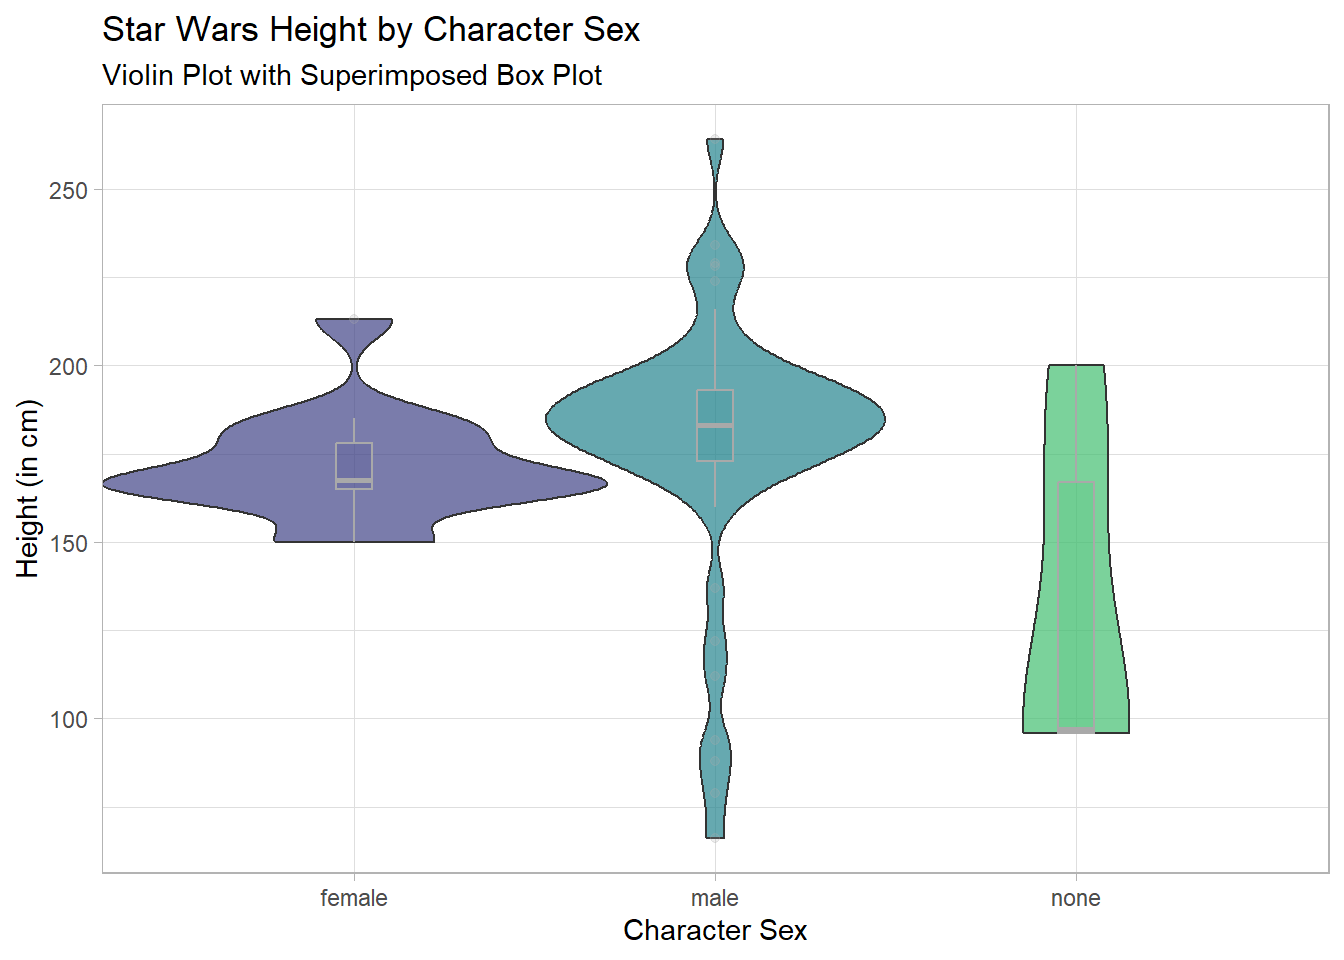 Star Wars Height by Character Sex
Violin Plot with Superimposed Box Plot
250
200
150
100
Height (in cm)
female
male
none
Character Sex